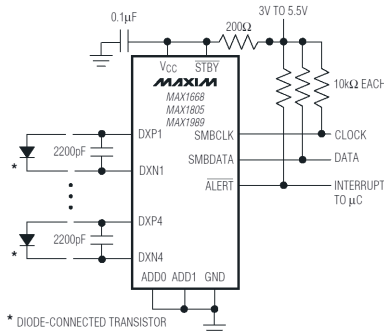 3V TO 5.5V
0.1µF
200Ω
VCC
STBY
MAXIM
MAX1668
MAX1805
MAX1989
10kΩ EACH
DXP1
SMBCLK
CLOCK
2200pF
*
SMBDATA
DATA
DXN1
ALERT
INTERRUPT
TO µC
DXP4
2200pF
*
DXN4
ADD0 ADD1 GND
* DIODE-CONNECTED TRANSISTOR